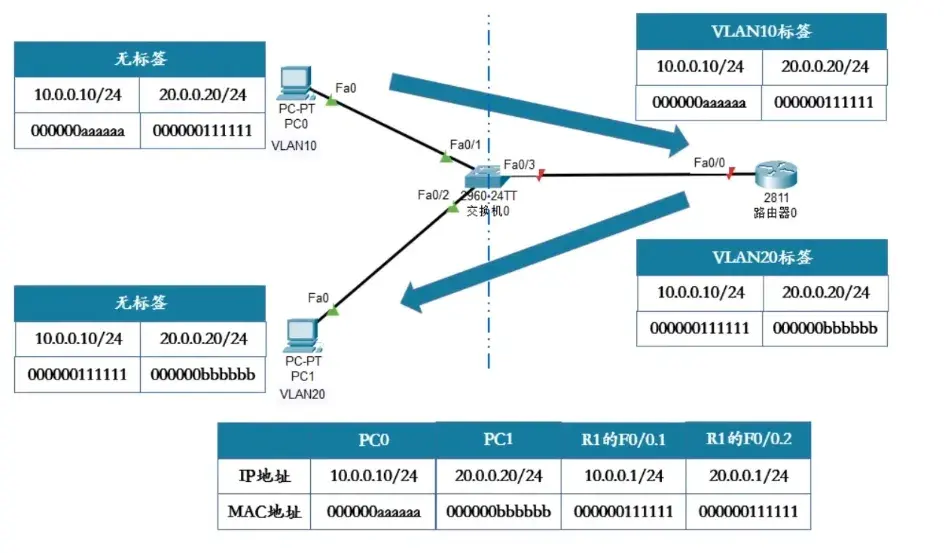 无标签
10.0.0.10/24 20.0.0.20/24
000000aaaaaa 000000111111
Fa0
PC-PT
PC0
VLAN10
VLAN10标签
10.0.0.10/24 20.0.0.20/24
000000aaaaaa 000000111111
Fa0/1
Fa0/3
Fa0/0
Fa0/2
2960-24TT
交换机0
2811
路由器0
VLAN20标签
10.0.0.10/24 20.0.0.20/24
000000111111 000000bbbbbb
无标签
10.0.0.10/24 20.0.0.20/24
000000111111 000000bbbbbb
Fa0
PC-PT
PC1
VLAN20
PC0 PC1 R1的F0/0.1 R1的F0/0.2
IP地址 10.0.0.10/24 20.0.0.20/24 10.0.0.1/24 20.0.0.1/24
MAC地址 000000aaaaaa 000000bbbbbb 000000111111 000000111111